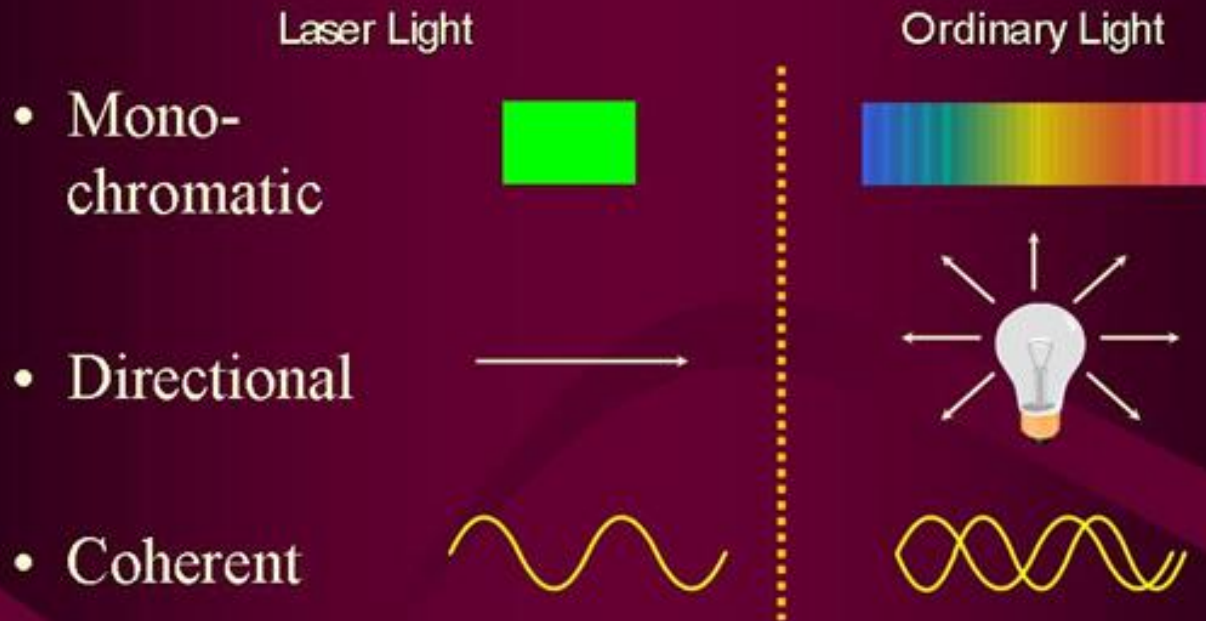 Laser Light
Ordinary Light
• Mono-
chromatic
• Directional
• Coherent